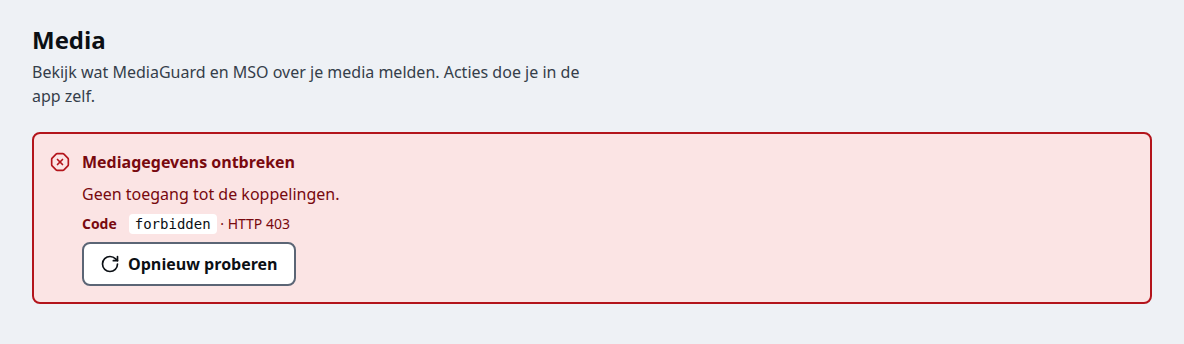 Media
Bekijk wat MediaGuard en MSO over je media melden. Acties doe je in de
app zelf.
Mediagegevens ontbreken
Geen toegang tot de koppelingen.
Code forbidden · HTTP 403
Opnieuw proberen